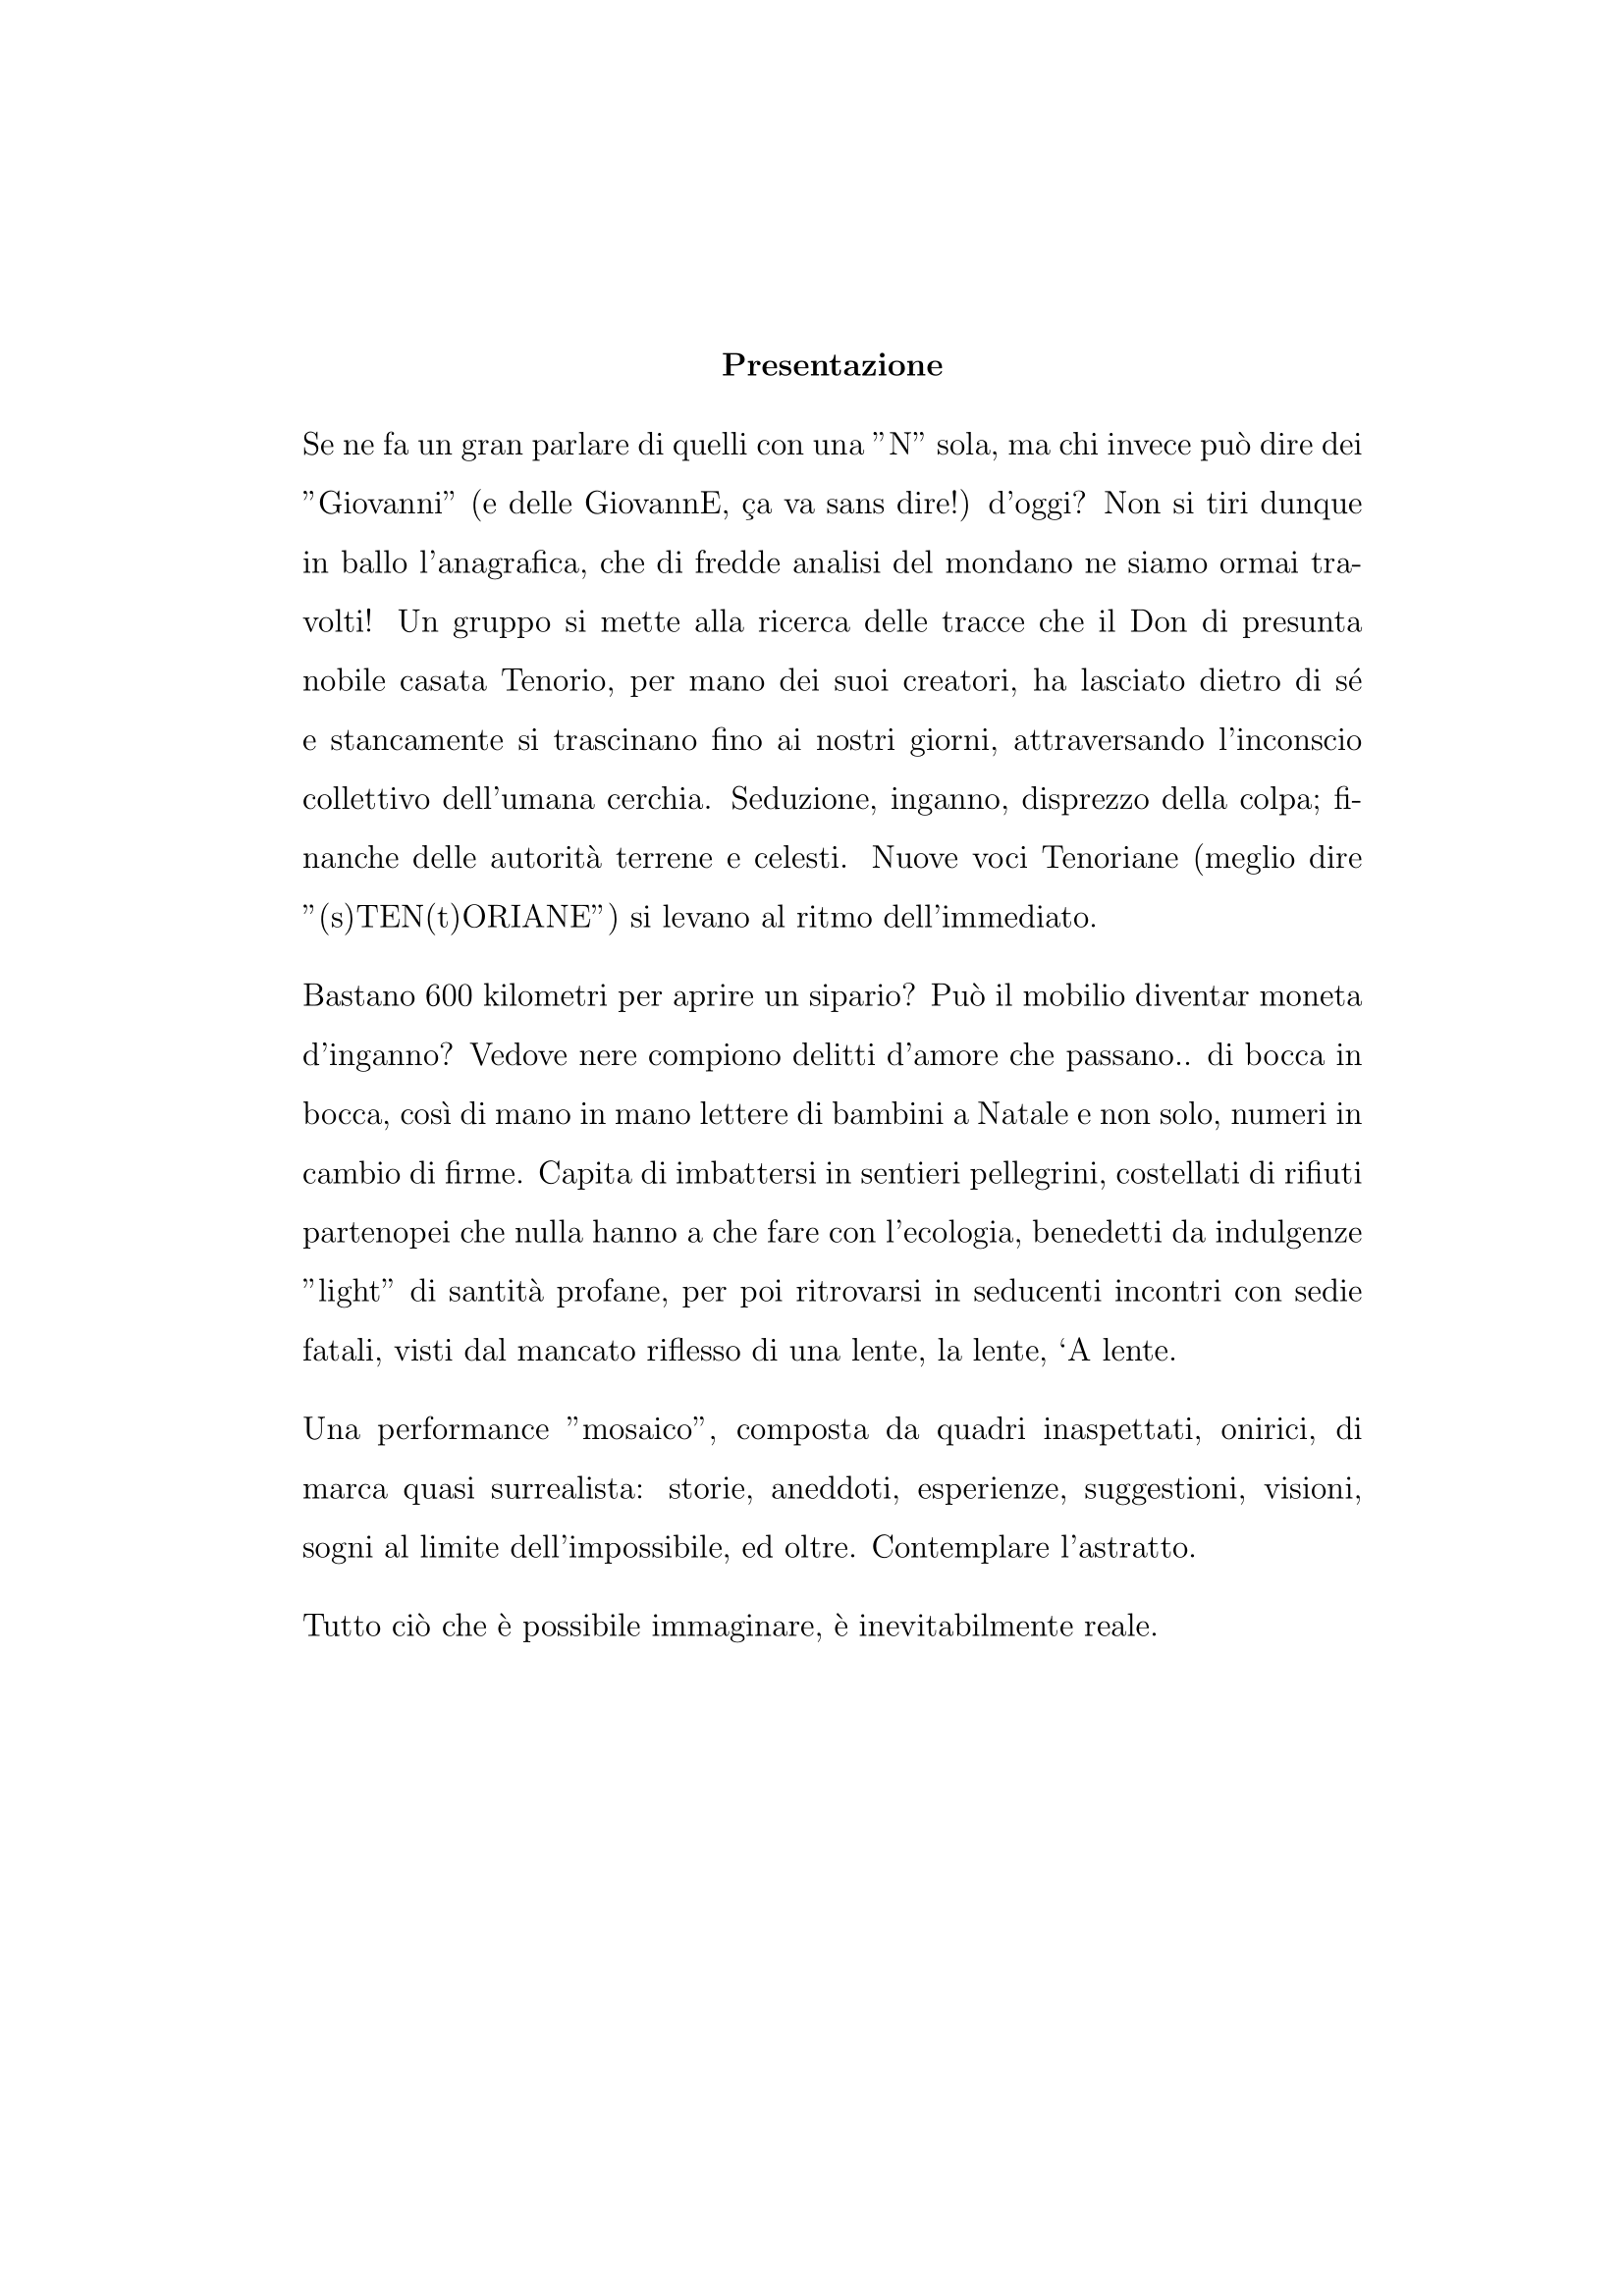 Presentazione
Se ne fa un gran parlare di quelli con una ”N” sola, ma chi invece può dire dei
”Giovanni” (e delle GiovannE, ça va sans dire!) d’oggi? Non si tiri dunque
in ballo l’anagrafica, che di fredde analisi del mondano ne siamo ormai tra-
volti! Un gruppo si mette alla ricerca delle tracce che il Don di presunta
nobile casata Tenorio, per mano dei suoi creatori, ha lasciato dietro di sé
e stancamente si trascinano fino ai nostri giorni, attraversando l’inconscio
collettivo dell’umana cerchia. Seduzione, inganno, disprezzo della colpa; fi-
nanche delle autorità terrene e celesti. Nuove voci Tenoriane (meglio dire
”(s)TEN(t)ORIANE”) si levano al ritmo dell’immediato.
Bastano 600 kilometri per aprire un sipario? Può il mobilio diventar moneta
d’inganno? Vedove nere compiono delitti d’amore che passano.. di bocca in
bocca, così di mano in mano lettere di bambini a Natale e non solo, numeri in
cambio di firme. Capita di imbattersi in sentieri pellegrini, costellati di rifiuti
partenopei che nulla hanno a che fare con l’ecologia, benedetti da indulgenze
”light” di santità profane, per poi ritrovarsi in seducenti incontri con sedie
fatali, visti dal mancato riflesso di una lente, la lente, ‘A lente.
Una performance ”mosaico”, composta da quadri inaspettati, onirici, di
marca quasi surrealista: storie, aneddoti, esperienze, suggestioni, visioni,
sogni al limite dell’impossibile, ed oltre. Contemplare l’astratto.
Tutto ciò che è possibile immaginare, è inevitabilmente reale.